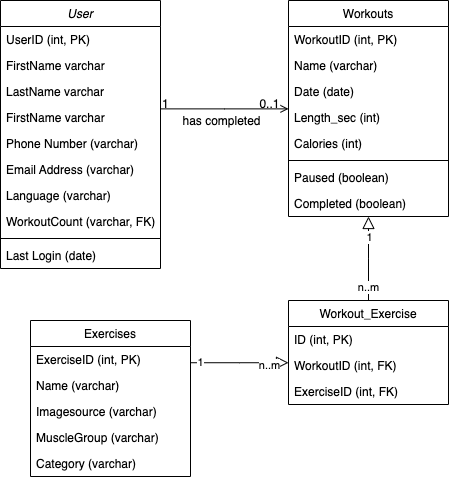 User
UserID (int, PK)
FirstName varchar
LastName varchar
FirstName varchar
Phone Number (varchar)
Email Address (varchar)
Language (varchar)
WorkoutCount (varchar, FK)
Last Login (date)
1
0..1
has completed
Workouts
WorkoutID (int, PK)
Name (varchar)
Date (date)
Length_sec (int)
Calories (int)
Paused (boolean)
Completed (boolean)
1
n..m
Exercises
ExerciseID (int, PK)
Name (varchar)
Imagesource (varchar)
MuscleGroup (varchar)
Category (varchar)
1
n..m
Workout_Exercise
ID (int, PK)
WorkoutID (int, FK)
ExerciseID (int, FK)